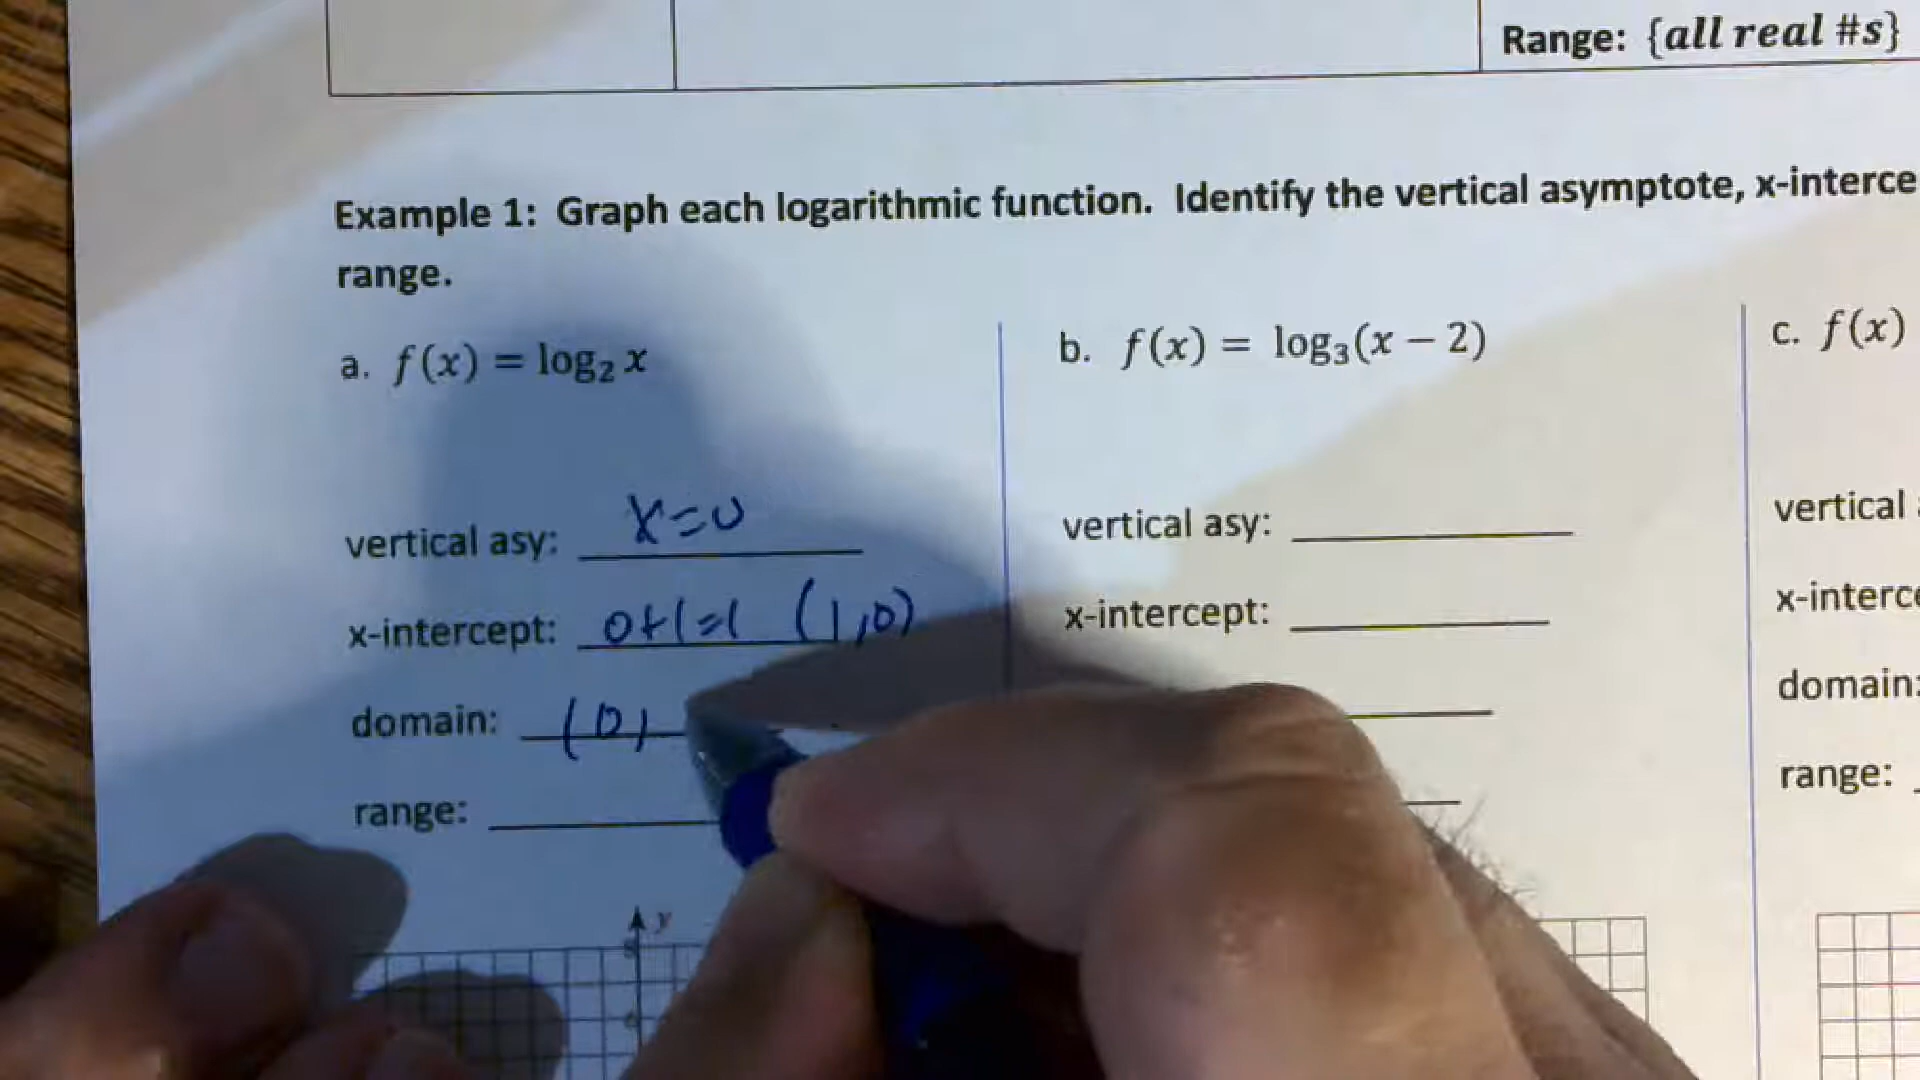 Range: {all real #s}
Example 1: Graph each logarithmic function. Identify the vertical asymptote, x-interce
range.
a. f(x) = log₂ x
b. f(x) = log₃(x − 2)
c. f(x)
vertical asy: x=0
vertical asy:
vertical
x-intercept: 0+1=1 (1,0)
x-intercept:
x-interce
domain: (0,
domain:
range:
range:
y